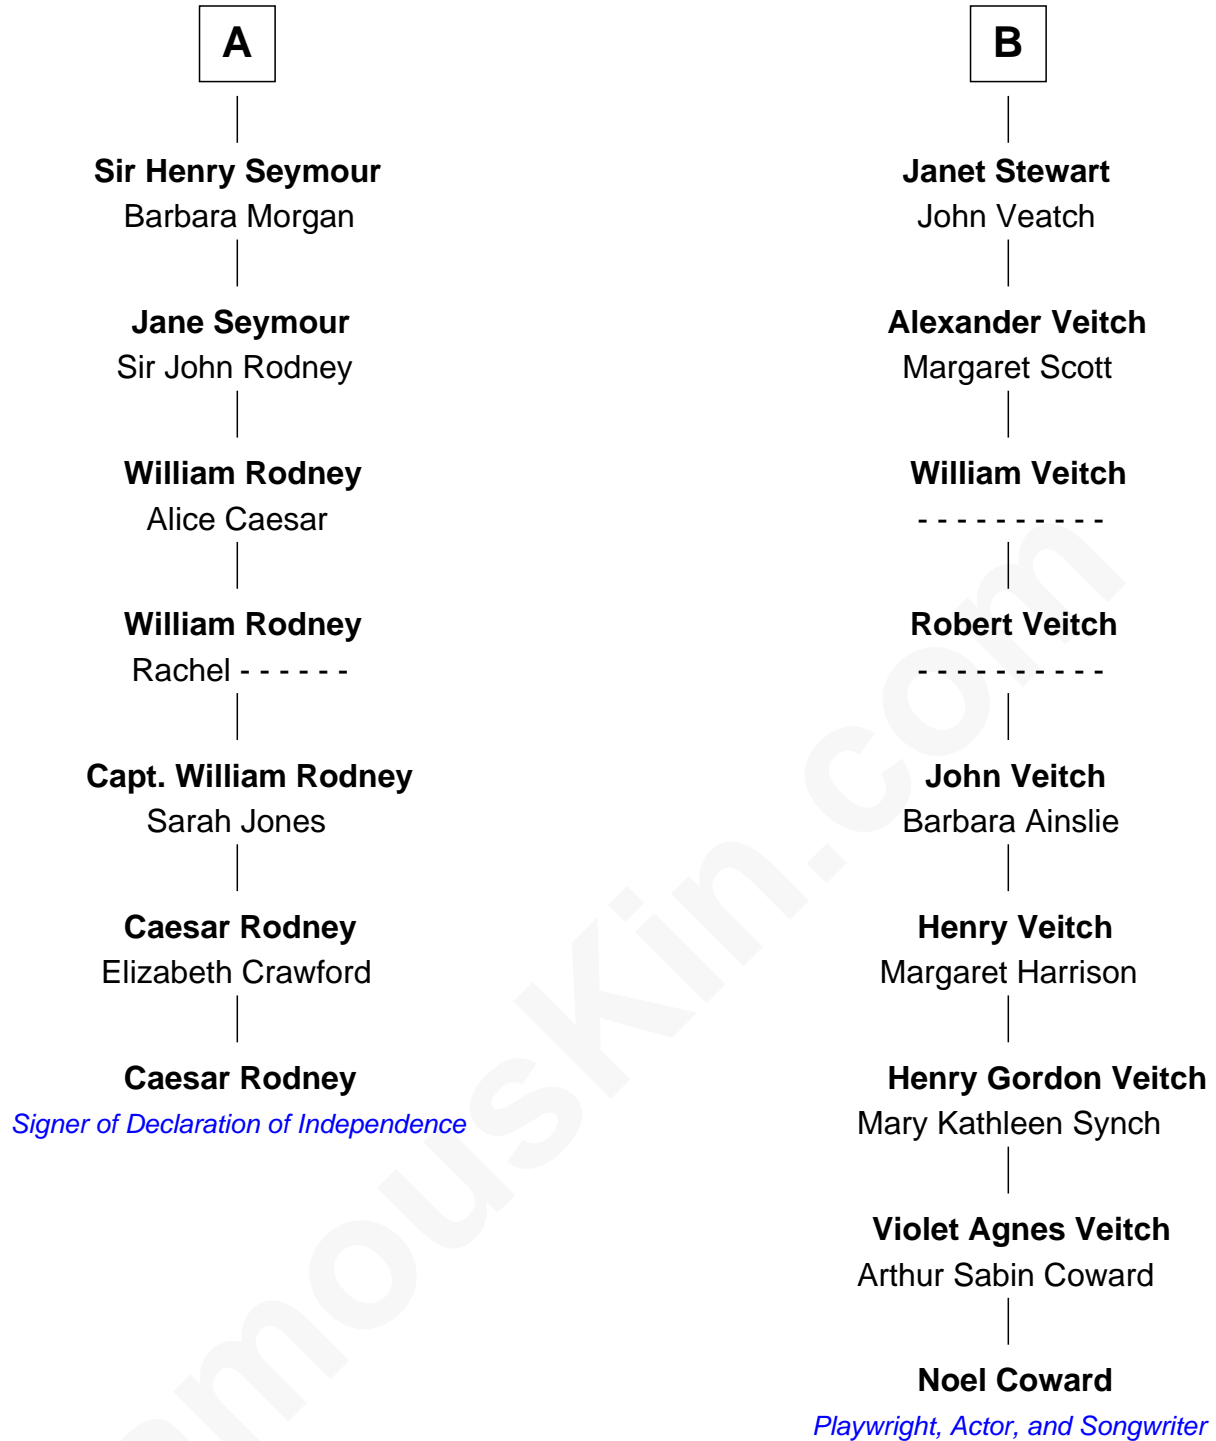 A
Sir Henry Seymour
Barbara Morgan
Jane Seymour
Sir John Rodney
William Rodney
Alice Caesar
William Rodney
Rachel - - - - - -
Capt. William Rodney
Sarah Jones
Caesar Rodney
Elizabeth Crawford
Caesar Rodney
Signer of Declaration of Independence
B
Janet Stewart
John Veatch
Alexander Veitch
Margaret Scott
William Veitch
- - - - - - - - - -
Robert Veitch
- - - - - - - - - -
John Veitch
Barbara Ainslie
Henry Veitch
Margaret Harrison
Henry Gordon Veitch
Mary Kathleen Synch
Violet Agnes Veitch
Arthur Sabin Coward
Noel Coward
Playwright, Actor, and Songwriter
amouskin.com